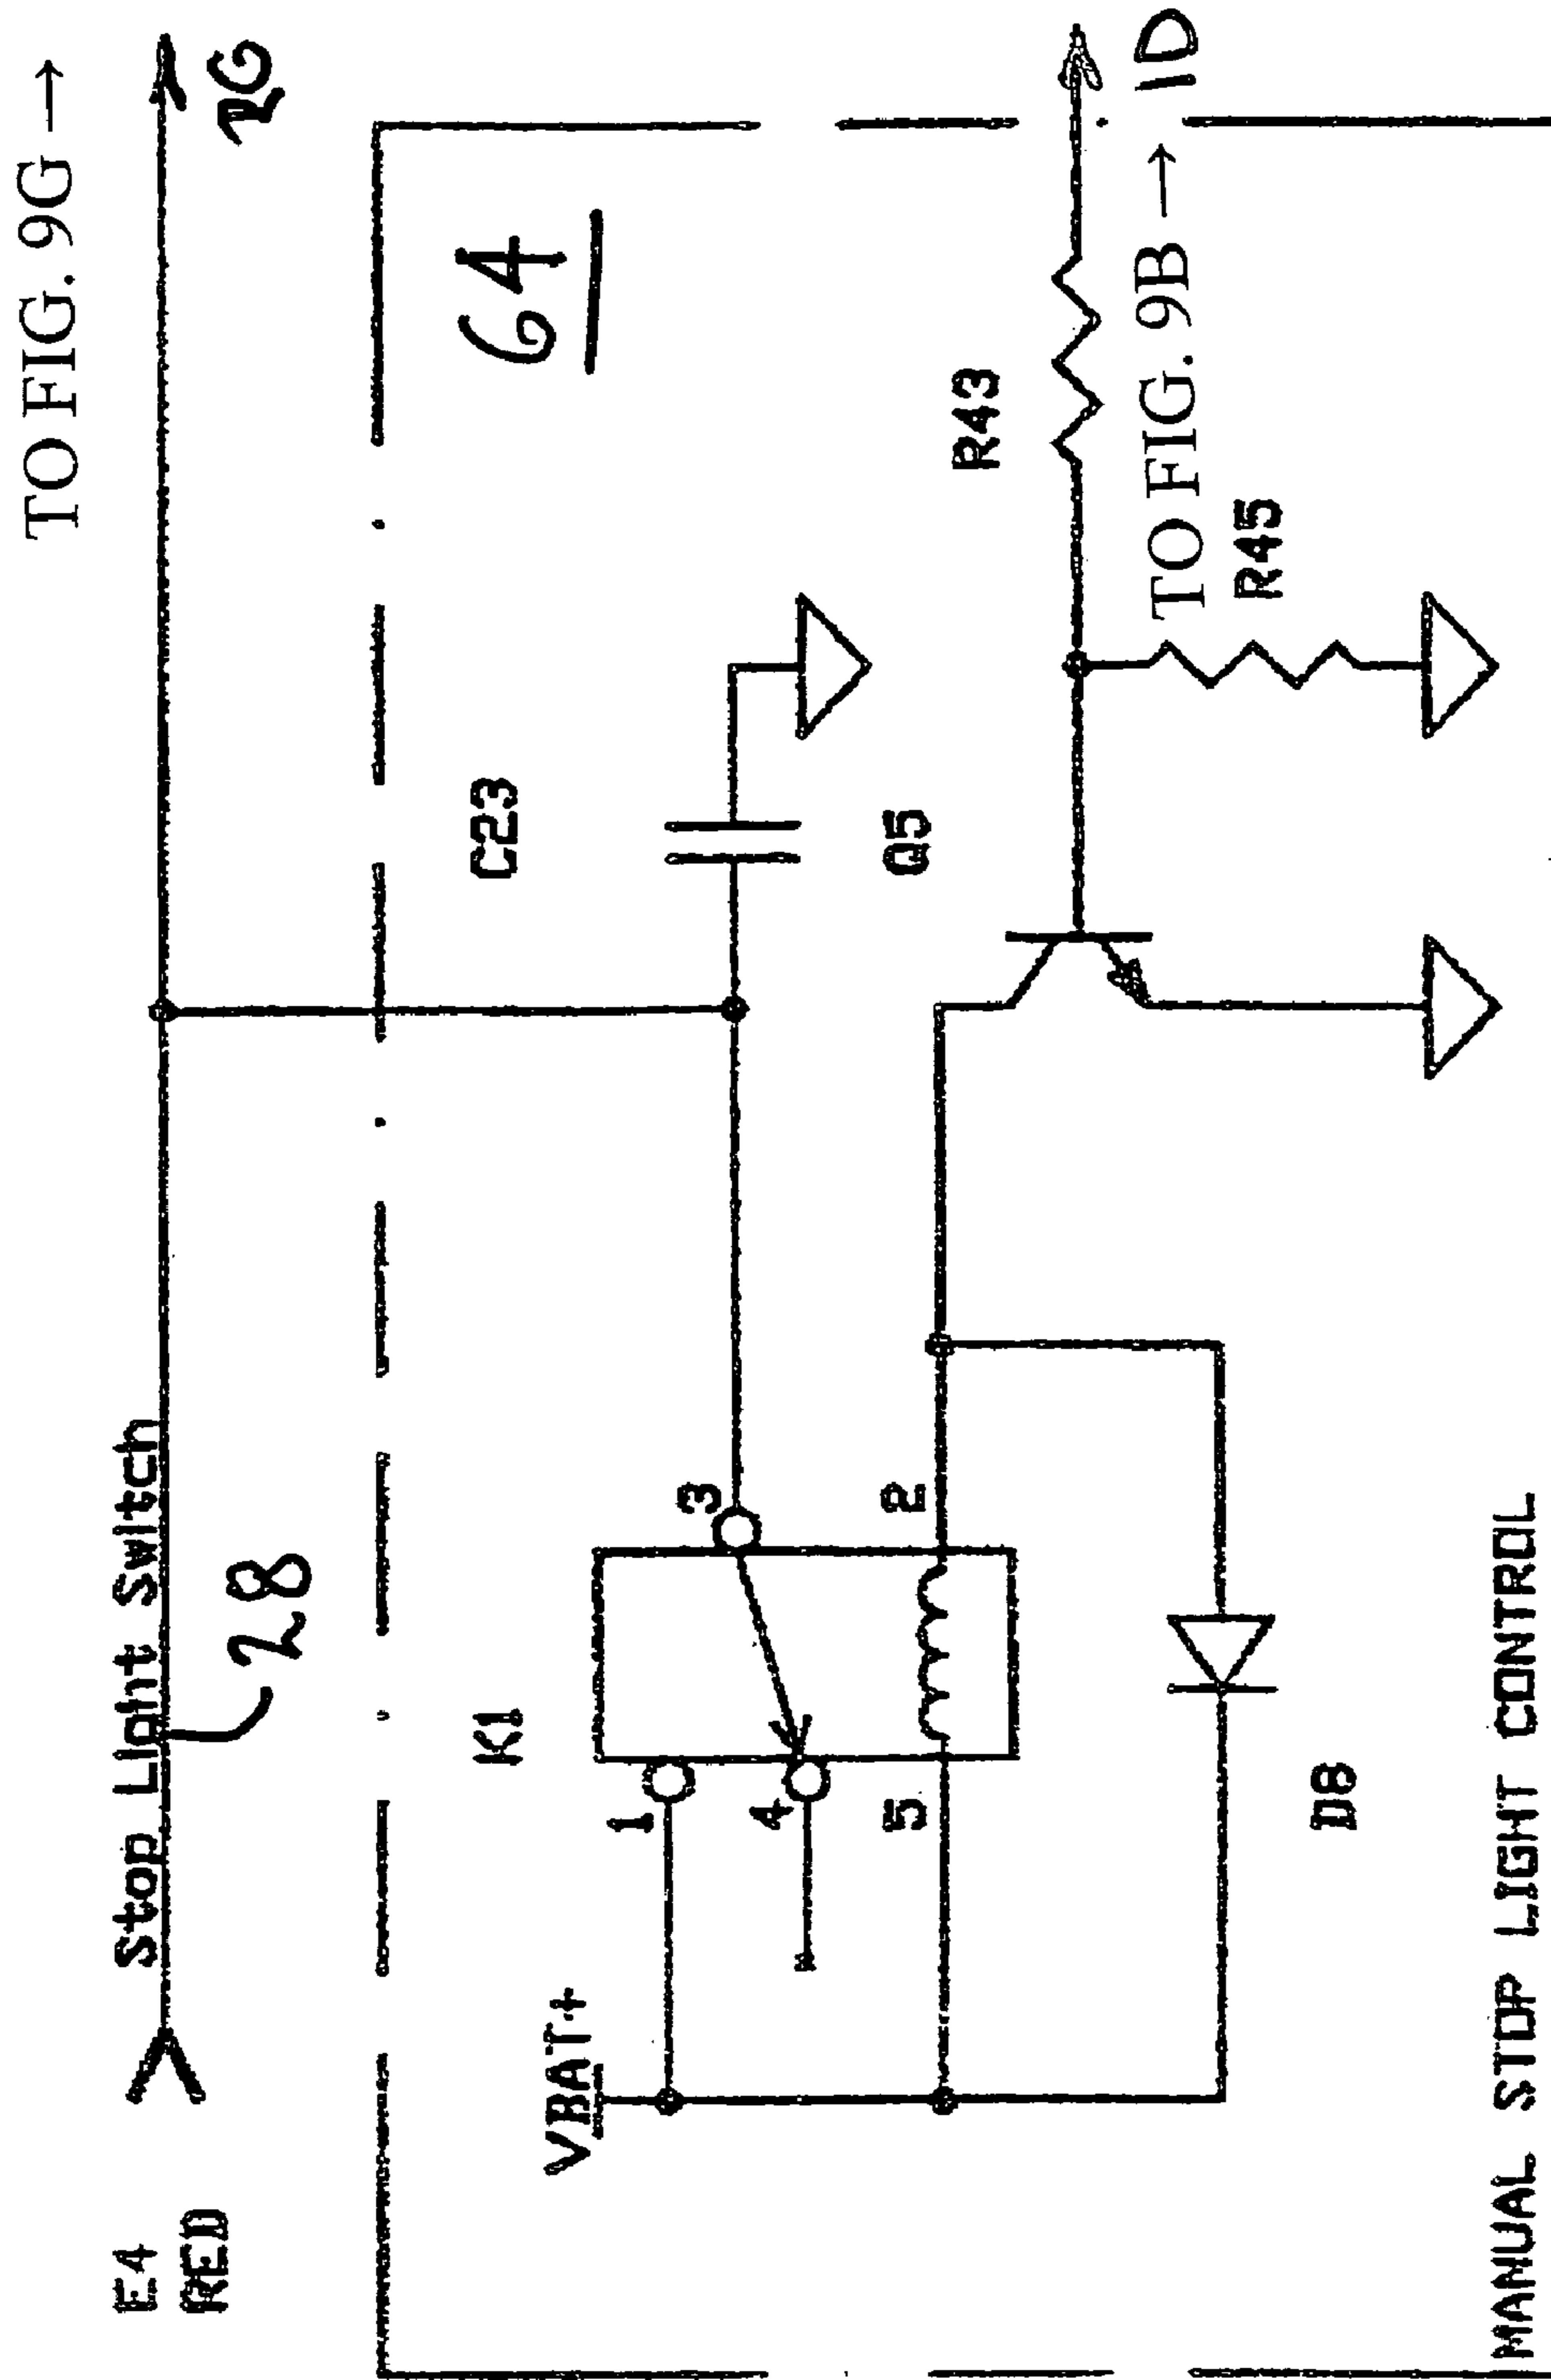 TO FIG. 9G →
E4
RED
Stop Light Switch
28
2G
64
VBAT+
K1
1
4
5
3
2
C23
Q5
R43
1D
TO FIG. 9B →
R45
D8
MANUAL STOP LIGHT CONTROL